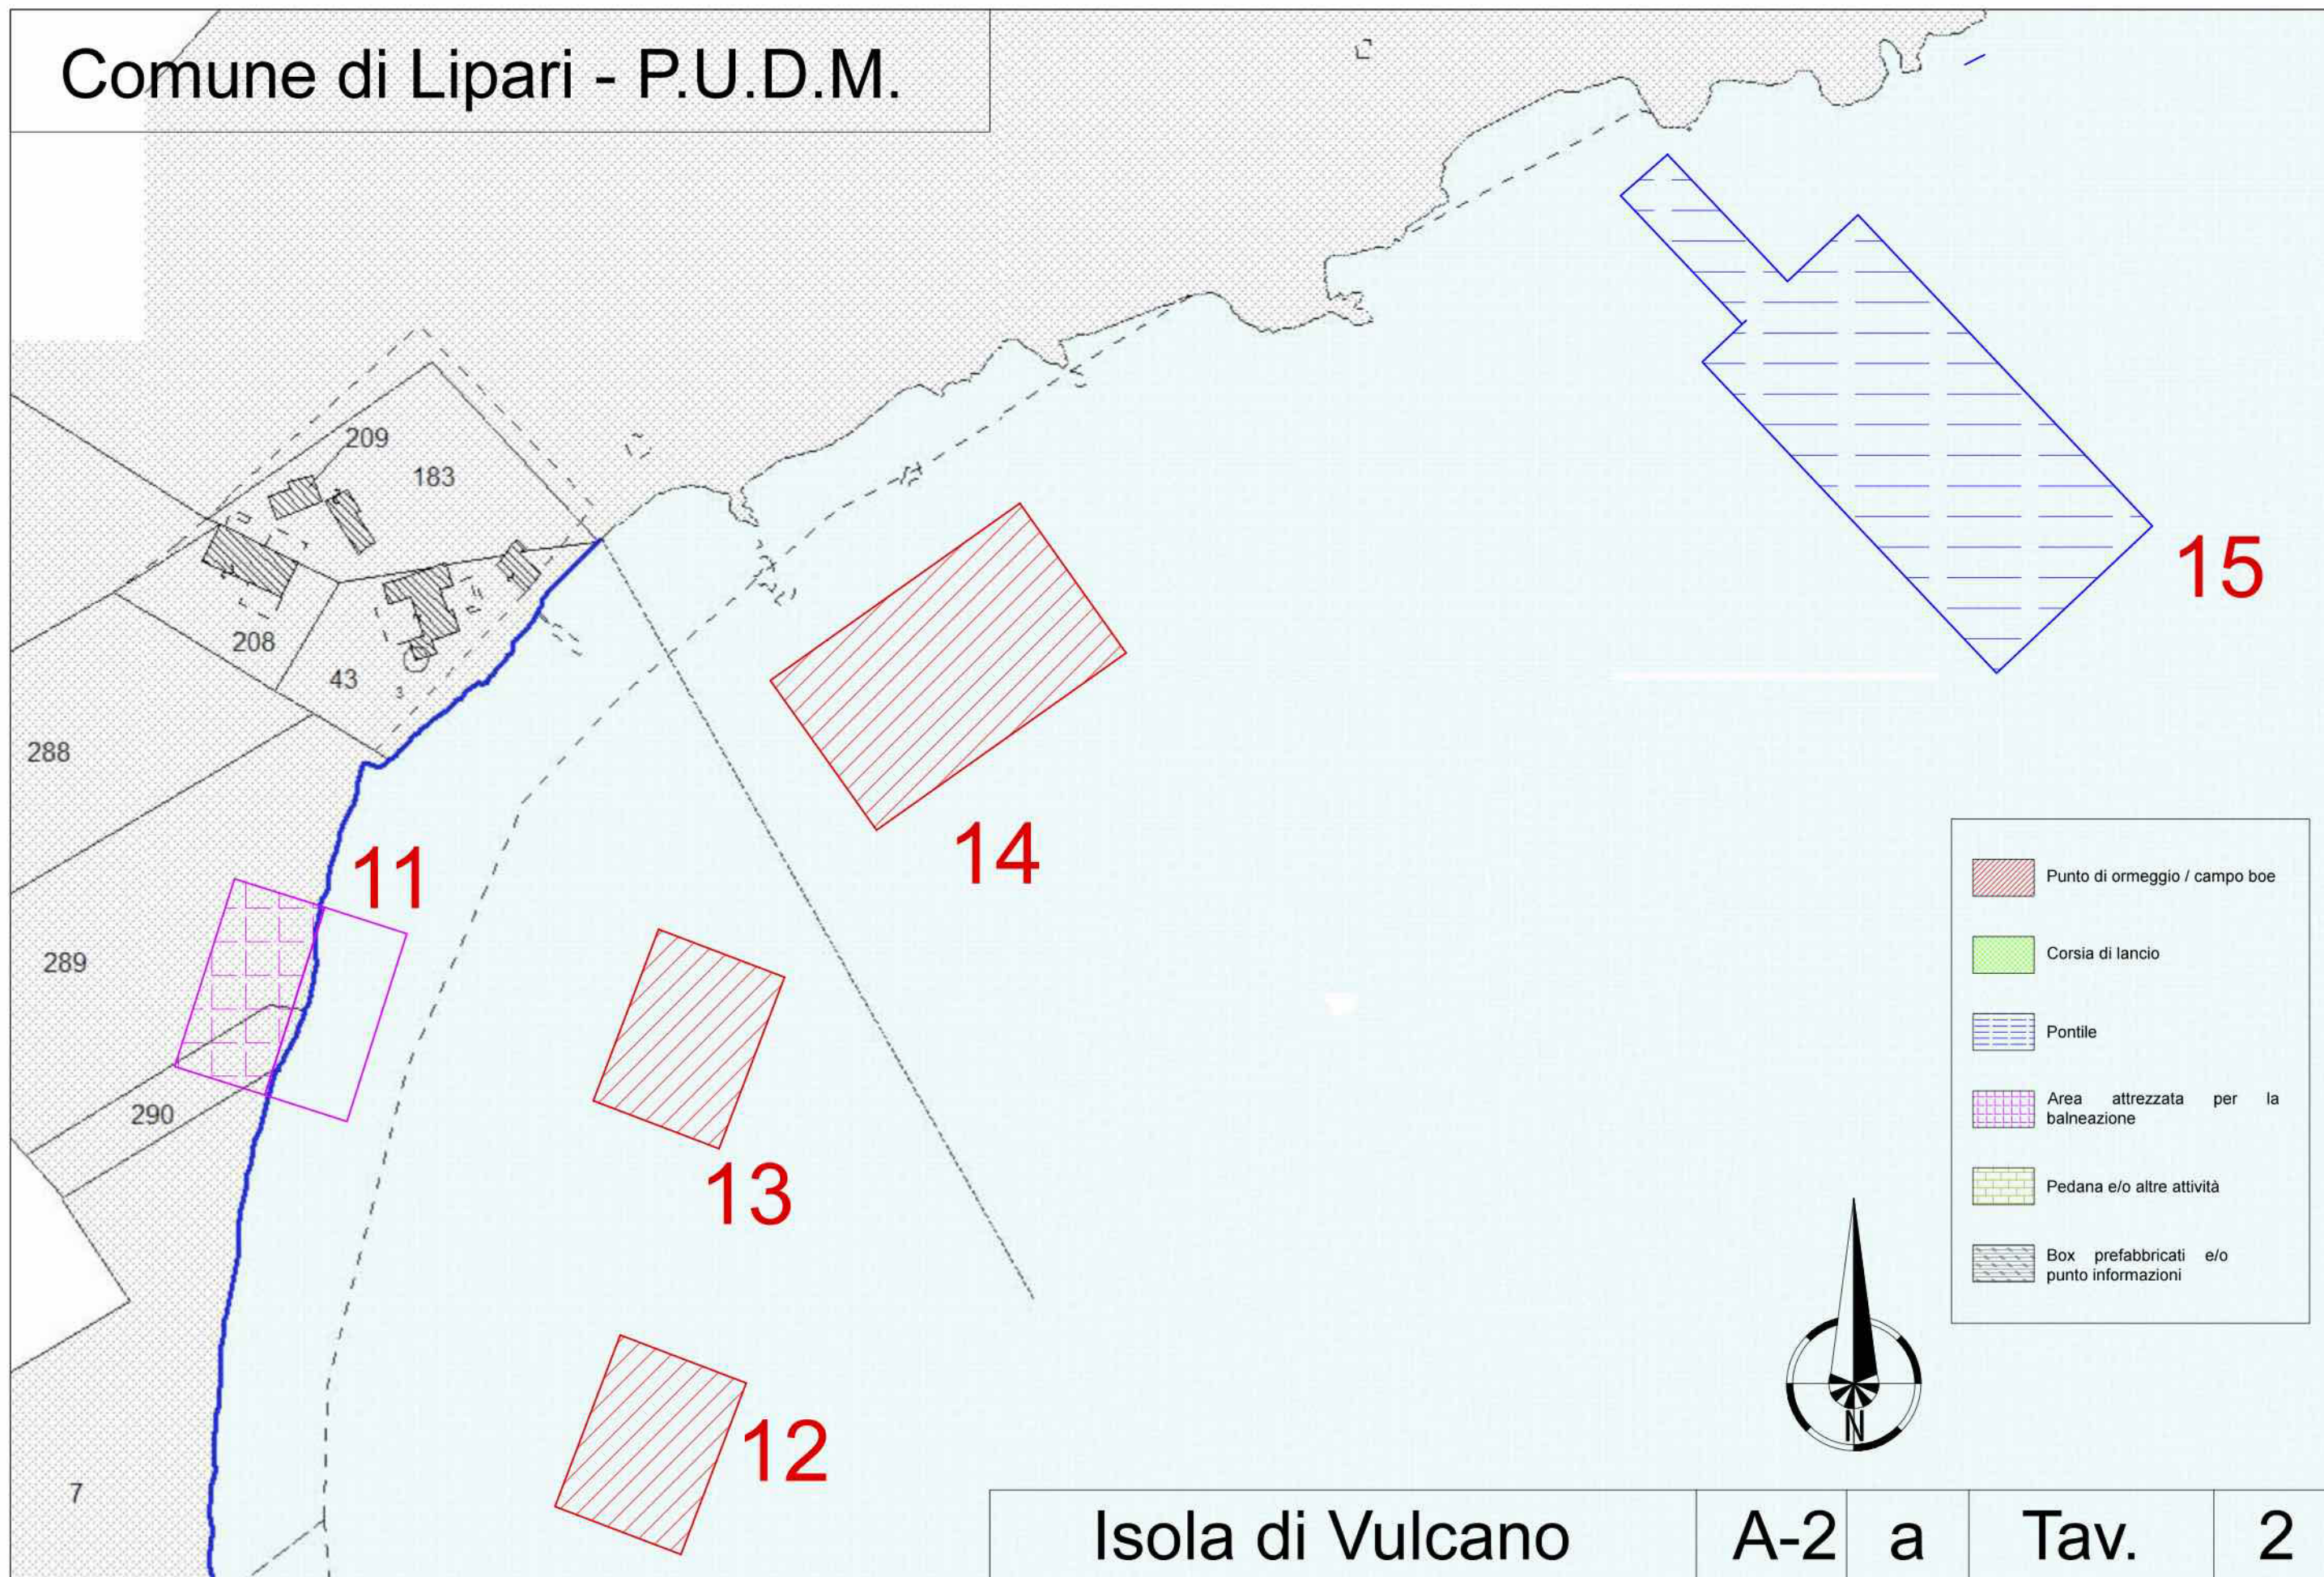 Comune di Lipari - P.U.D.M.
209
183
208
43
3
288
289
290
7
11
14
13
12
15
Punto di ormeggio / campo boe
Corsia di lancio
Pontile
Area attrezzata per la
balneazione
Pedana e/o altre attività
Box prefabbricati e/o
punto informazioni
N
Isola di Vulcano
A-2
a
Tav.
2